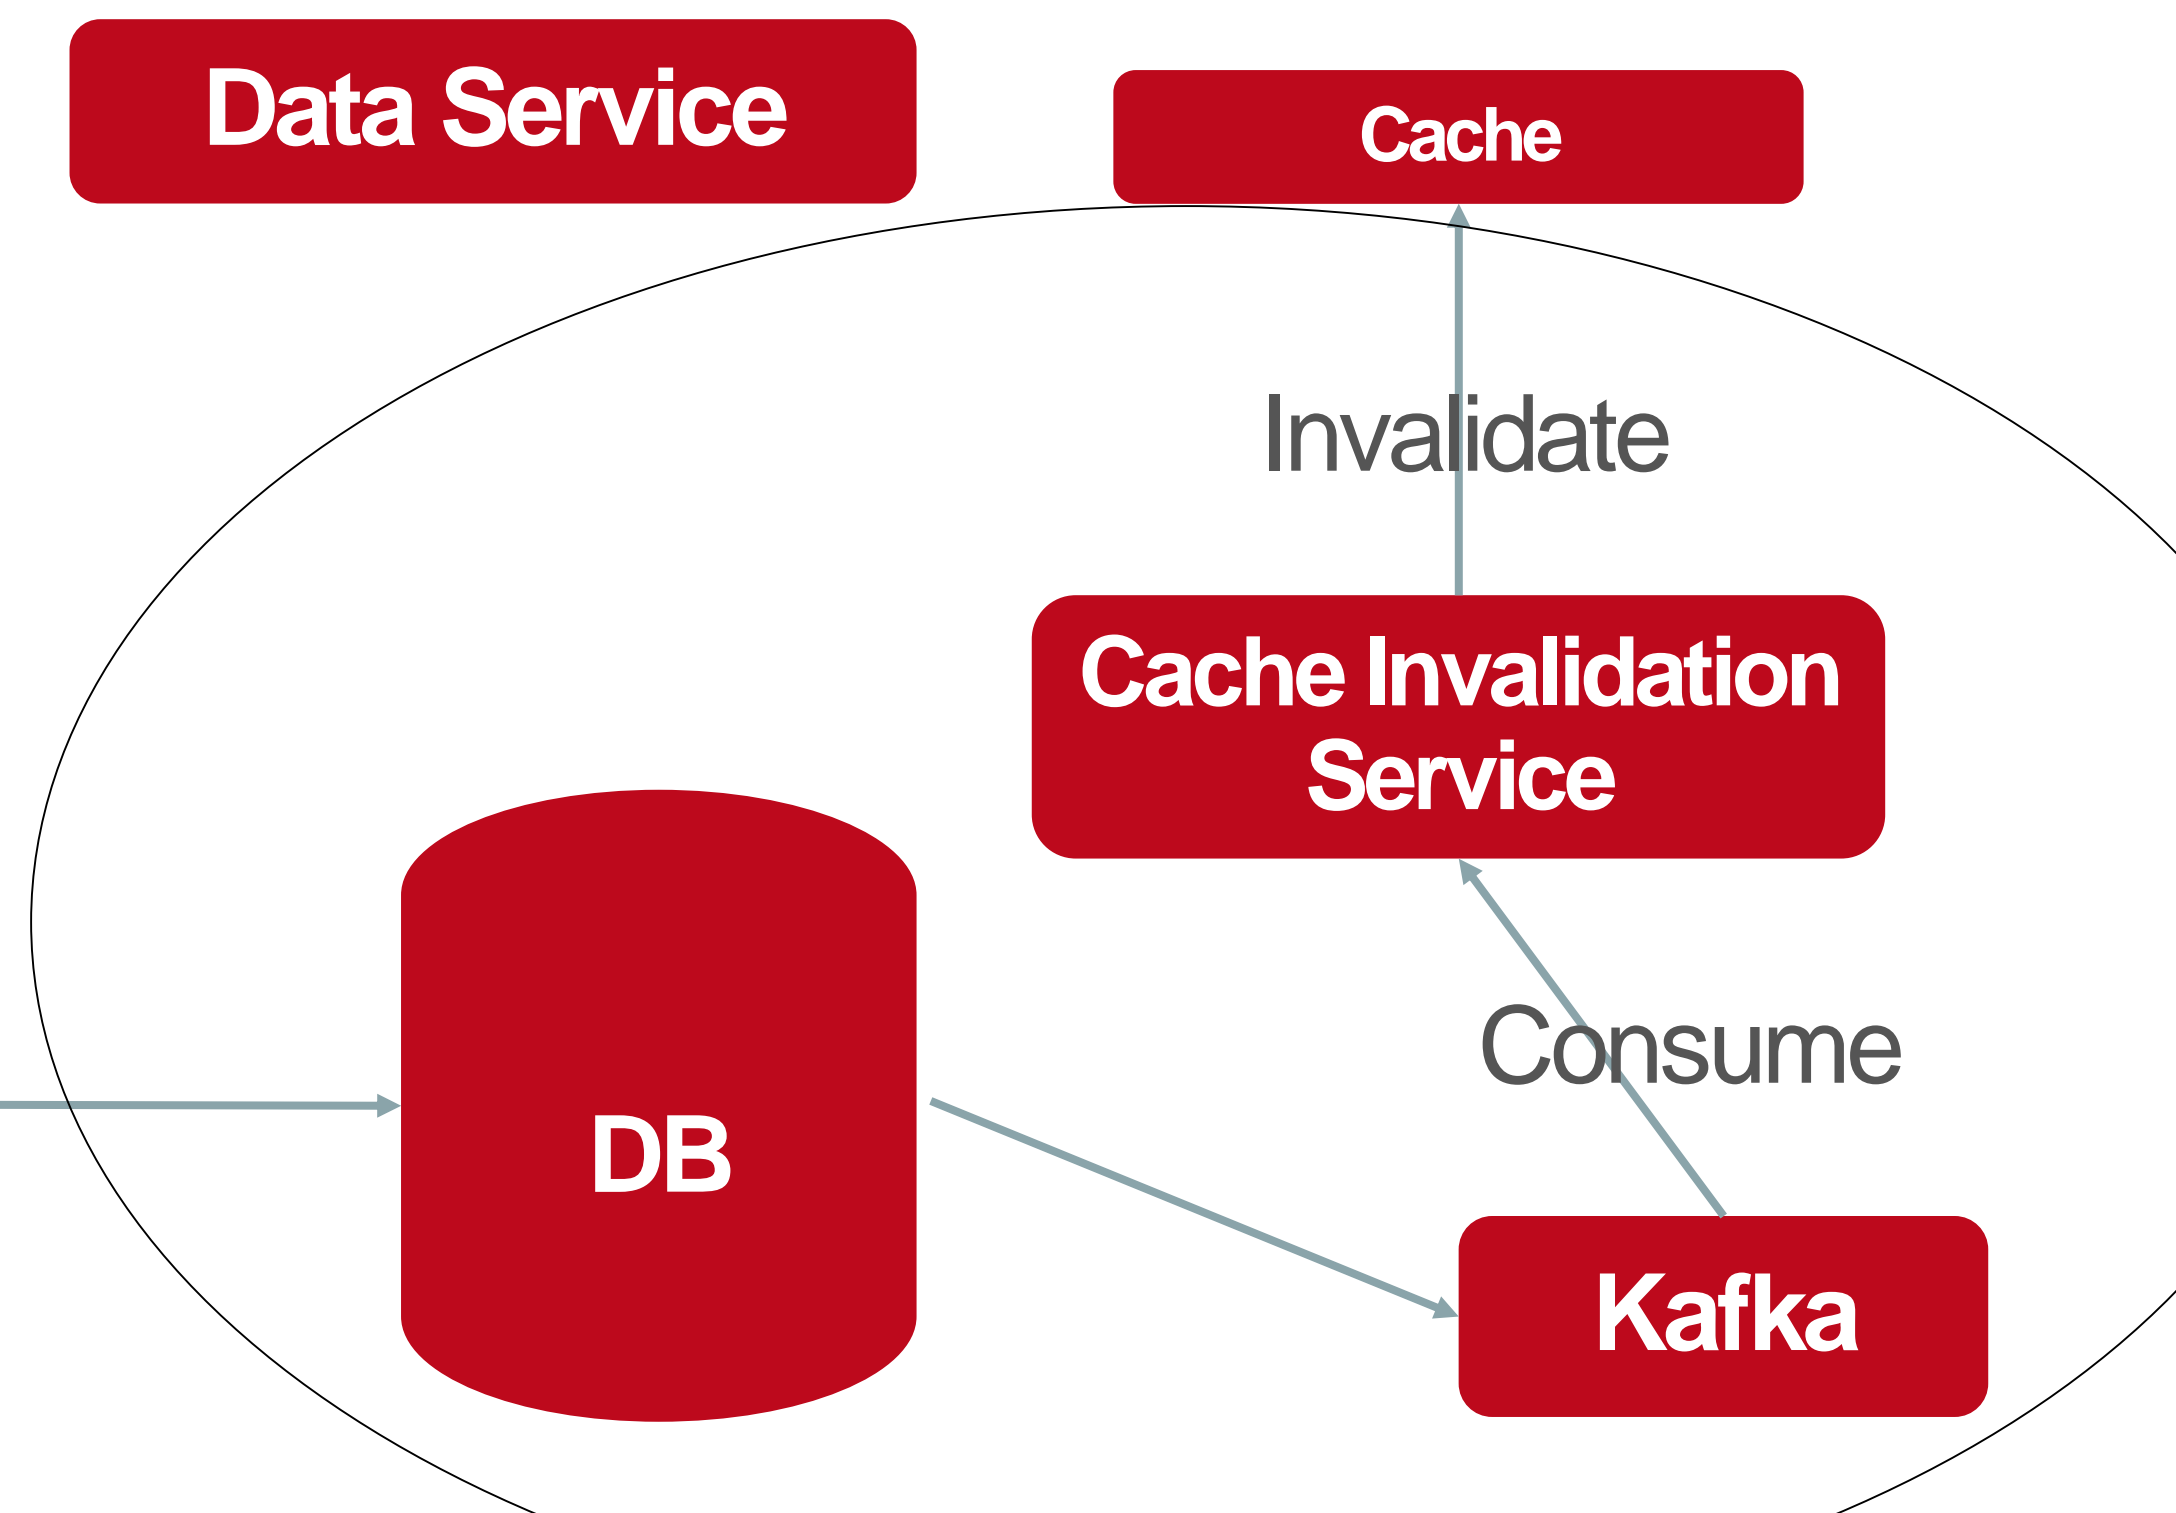 Data Service
Cache
Invalidate
Cache Invalidation
Service
Consume
DB
Kafka